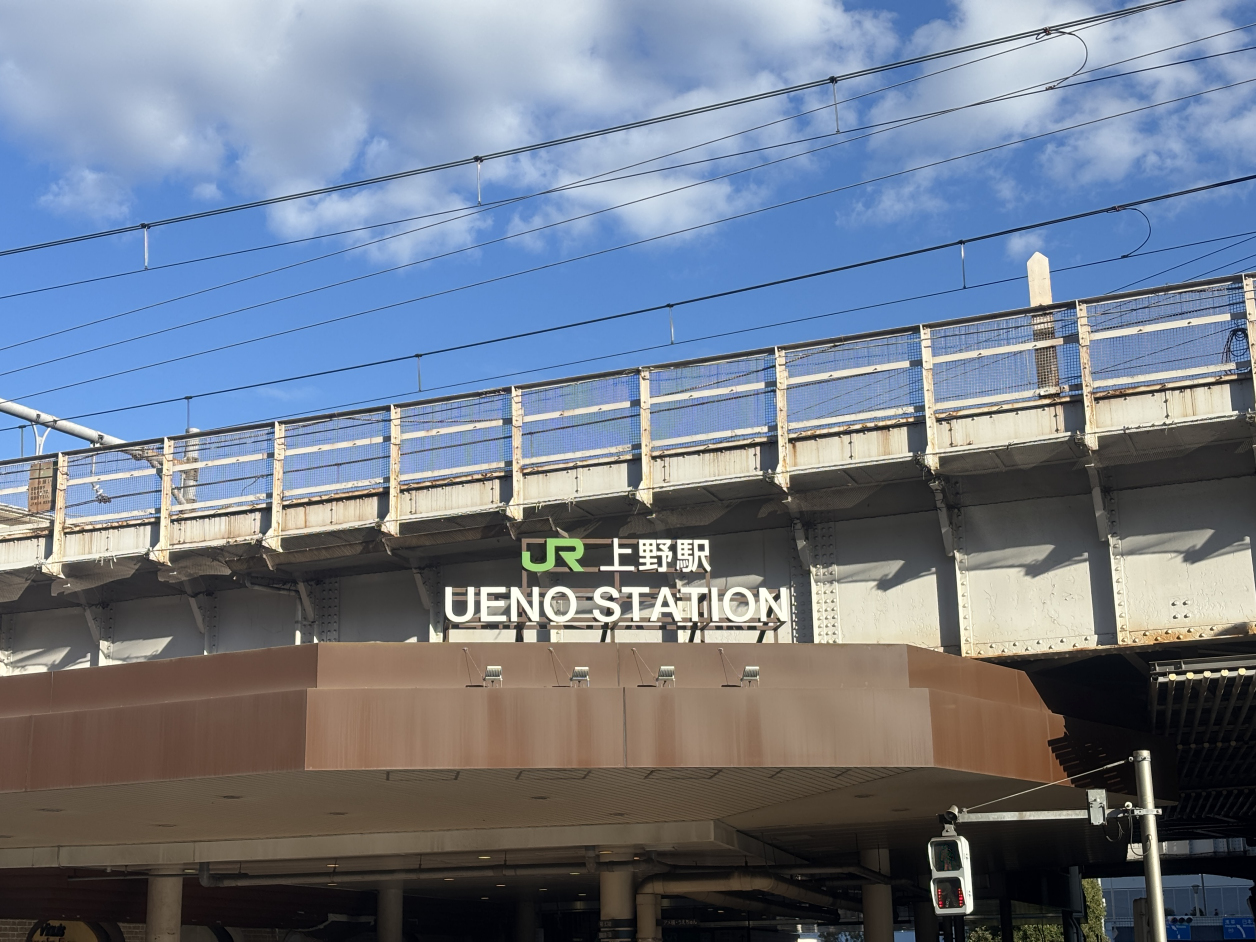 JR 上野駅
UENO STATION